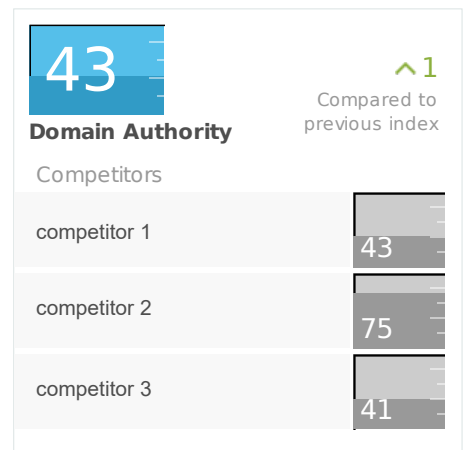 43
1
Domain Authority
Compared to
previous index
Competitors
competitor 1
43
competitor 2
75
competitor 3
41